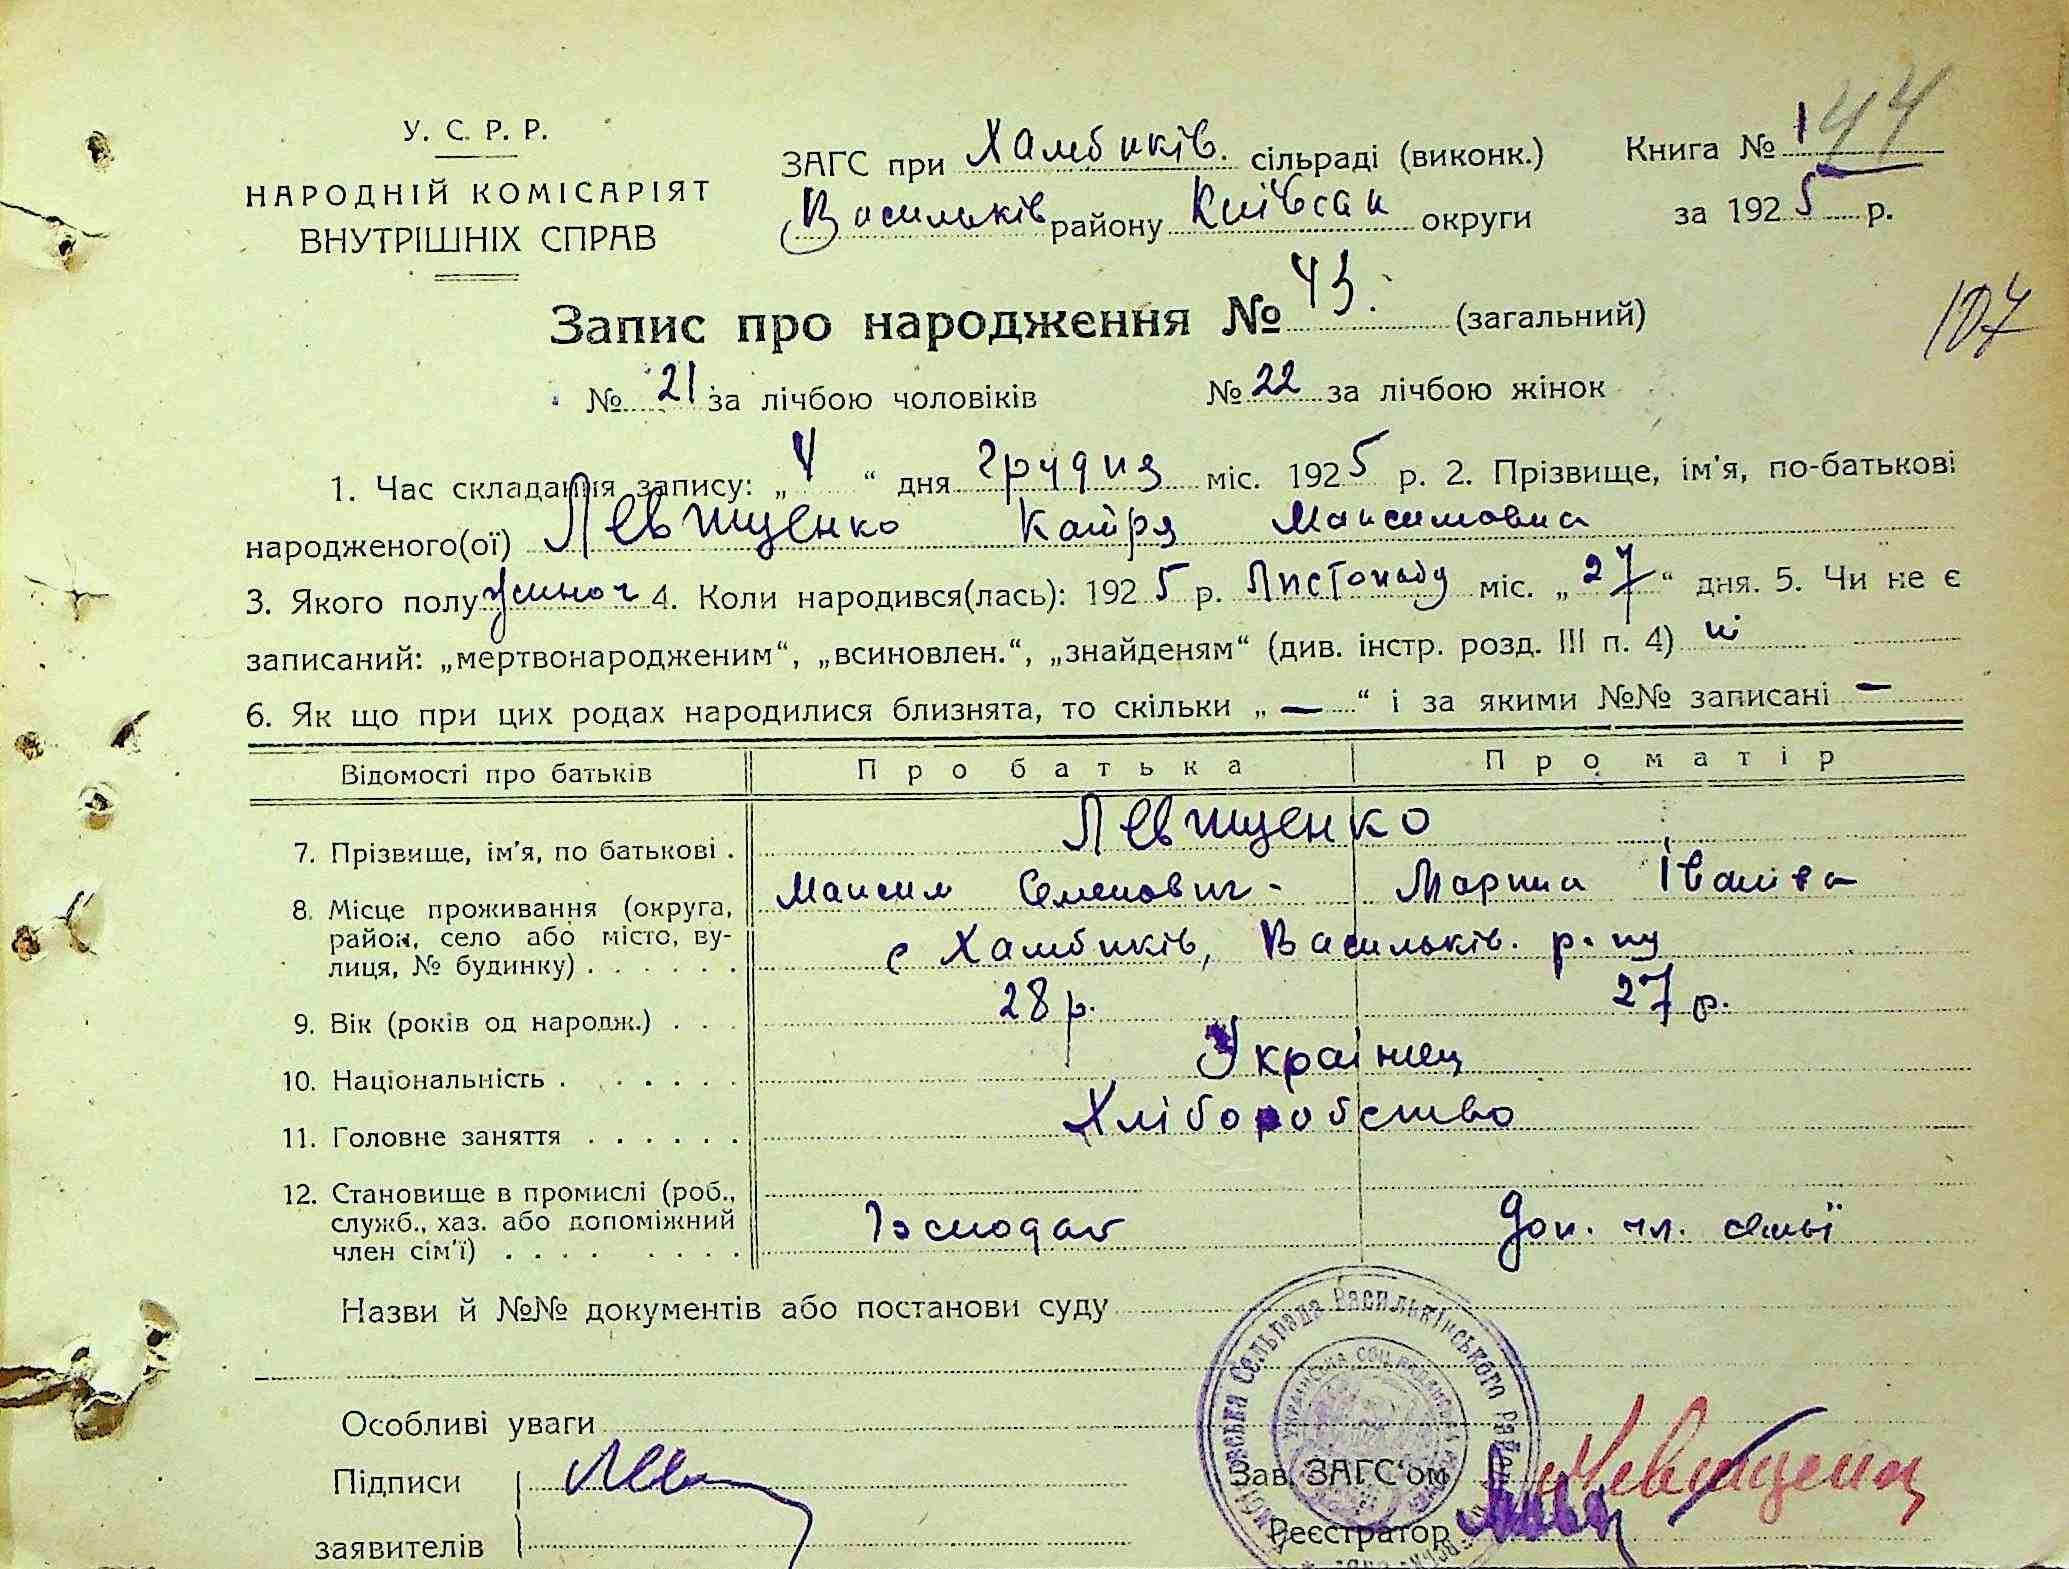 У. С. Р. Р.
НАРОДНІЙ КОМІСАРІЯТ
ВНУТРІШНІХ СПРАВ
ЗАГС при Хамбиків. сільраді (виконк.)
Васильків району Київськ округи
Книга № 1 44
за 1925 р.
Запис про народження № 43. (загальний)
107
№ 21 за лічбою чоловіків № 22 за лічбою жінок
1. Час складання запису: „ 4 “ дня грудня міс. 1925 р. 2. Прізвище, ім'я, по-батькові
народженого(ої) Левищенко Катря Максимовна
3. Якого полу жиноч 4. Коли народився(лась): 1925 р. Листопаду міс. „ 27 “ дня. 5. Чи не є
записаний: „мертвонародженим“, „всиновлен.“, „знайденям“ (див. інстр. розд. III п. 4) ні
6. Як що при цих родах народилися близнята, то скільки „ — “ і за якими №№ записані —
Відомості про батьків Про батька Про матір
7. Прізвище, ім'я, по батькові . Левищенко
Максим Семенович - Марина Іванівна
8. Місце проживання (округа, район, село або місто, вулиця, № будинку) . . . . . . с Хамбиків, Васильків. р-ну
9. Вік (років од народж.) . . . 28 р. 27 р.
10. Національність . . . . . . . Українец
11. Головне заняття . . . . . . Хліборобство
12. Становище в промислі (роб., служб., хаз. або допоміжний член сім'ї) . . . . . . . . Господар Доп. чл. семьї
Назви й №№ документів або постанови суду
Особливі уваги
Підписи
заявителів
Зав. ЗАГС'ом
Реєстратор